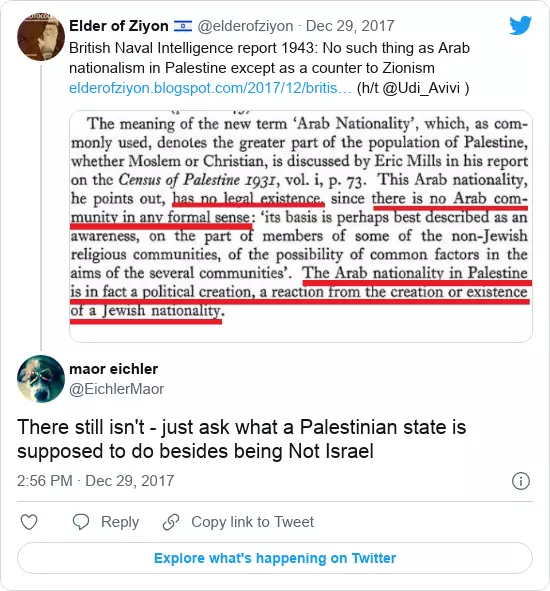 Elder of Ziyon 🇮🇱 @elderofziyon · Dec 29, 2017
British Naval Intelligence report 1943: No such thing as Arab
nationalism in Palestine except as a counter to Zionism
elderofziyon.blogspot.com/2017/12/britis… (h/t @Udi_Avivi )
The meaning of the new term ‘Arab Nationality’, which, as com-
monly used, denotes the greater part of the population of Palestine,
whether Moslem or Christian, is discussed by Eric Mills in his report
on the Census of Palestine 1931, vol. i, p. 73. This Arab nationality,
he points out, has no legal existence, since there is no Arab com-
munity in any formal sense: ‘its basis is perhaps best described as an
awareness, on the part of members of some of the non-Jewish
religious communities, of the possibility of common factors in the
aims of the several communities’. The Arab nationality in Palestine
is in fact a political creation, a reaction from the creation or existence
of a Jewish nationality.
maor eichler
@EichlerMaor
There still isn't - just ask what a Palestinian state is
supposed to do besides being Not Israel
2:56 PM · Dec 29, 2017
Reply
Copy link to Tweet
Explore what's happening on Twitter